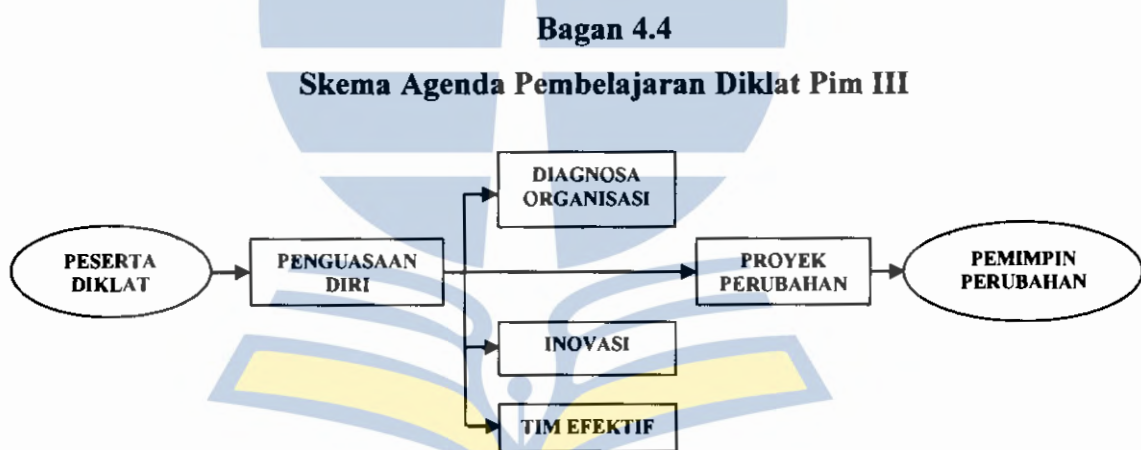 Bagan 4.4
Skema Agenda Pembelajaran Diklat Pim III
DIAGNOSA
ORGANISASI
PESERTA
DIKLAT
PENGUASAAN
DIRI
PROYEK
PERUBAHAN
PEMIMPIN
PERUBAHAN
INOVASI
TIM EFEKTIF